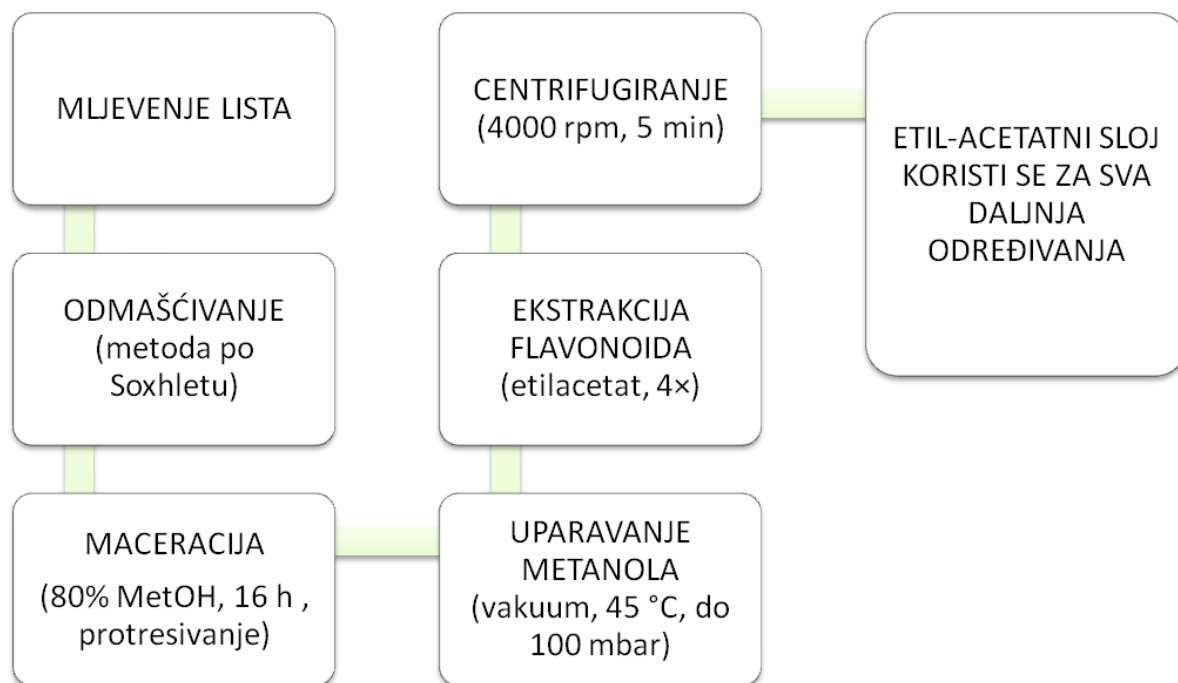 MLJEVENJE LISTA
ODMAŠĆIVANJE
(metoda po
Soxhletu)
MACERACIJA
(80% MetOH, 16 h ,
protresivanje)
UPARAVANJE
METANOLA
(vakuum, 45 °C, do
100 mbar)
EKSTRAKCIJA
FLAVONOIDA
(etilacetat, 4×)
CENTRIFUGIRANJE
(4000 rpm, 5 min)
ETIL-ACETATNI SLOJ
KORISTI SE ZA SVA
DALJNJA
ODREĐIVANJA